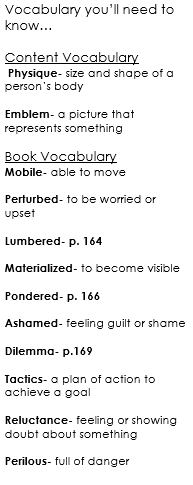 Vocabulary you'll need to
know…
Content Vocabulary
Physique- size and shape of a
person's body
Emblem- a picture that
represents something
Book Vocabulary
Mobile- able to move
Perturbed- to be worried or
upset
Lumbered- p. 164
Materialized- to become visible
Pondered- p. 166
Ashamed- feeling guilt or shame
Dilemma- p.169
Tactics- a plan of action to
achieve a goal
Reluctance- feeling or showing
doubt about something
Perilous- full of danger